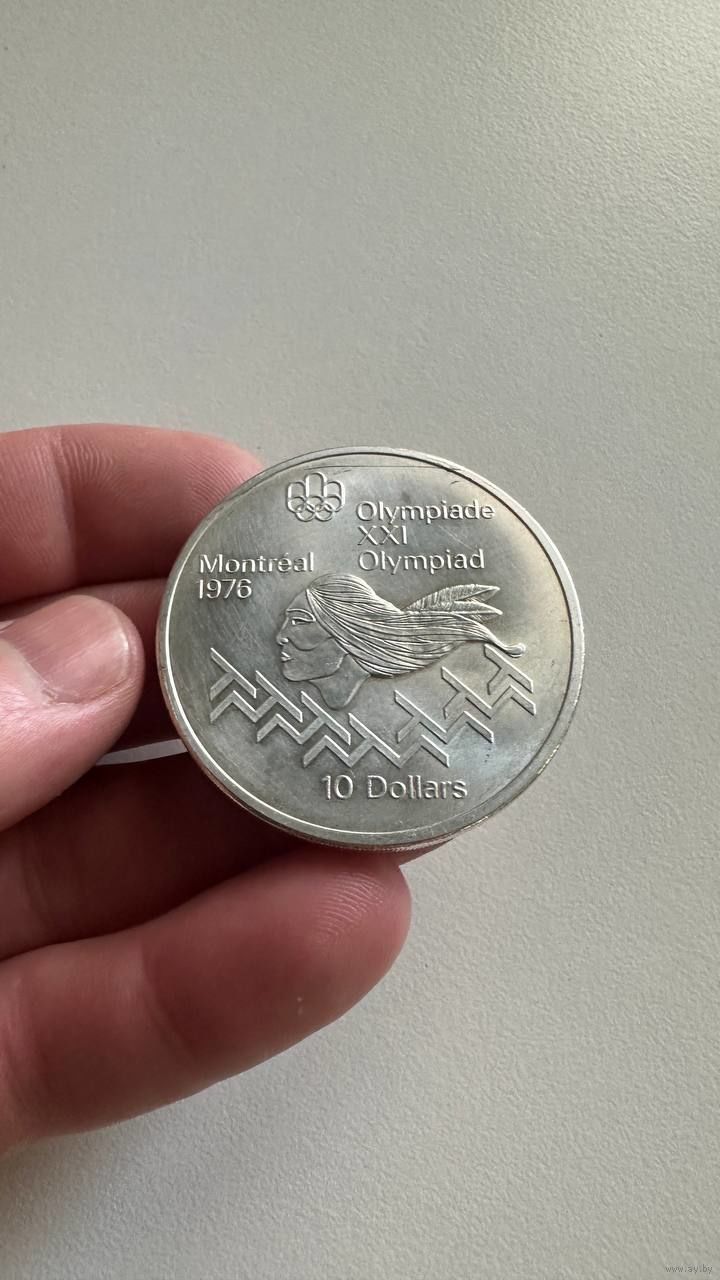 Olympiade
XXI
Olympiad
Montréal
1976
10 Dollars
www.ay.by